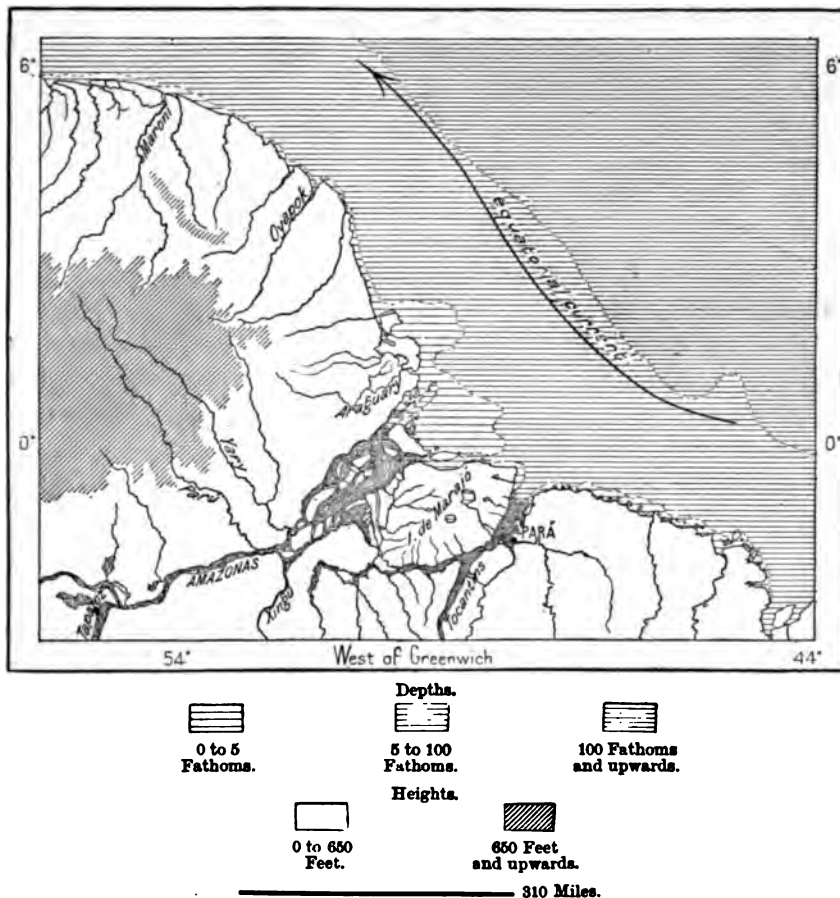 6°
6°
Maroni
Oyapok
equatorial current
Araguary
0°
0°
Yary
Paru
I. de Marajó
PARÁ
AMAZONAS
Xingu
Tocantins
54°
West of Greenwich
44°
Depths.
0 to 5
Fathoms.
5 to 100
Fathoms.
100 Fathoms
and upwards.
Heights.
0 to 650
Feet.
650 Feet
and upwards.
310 Miles.